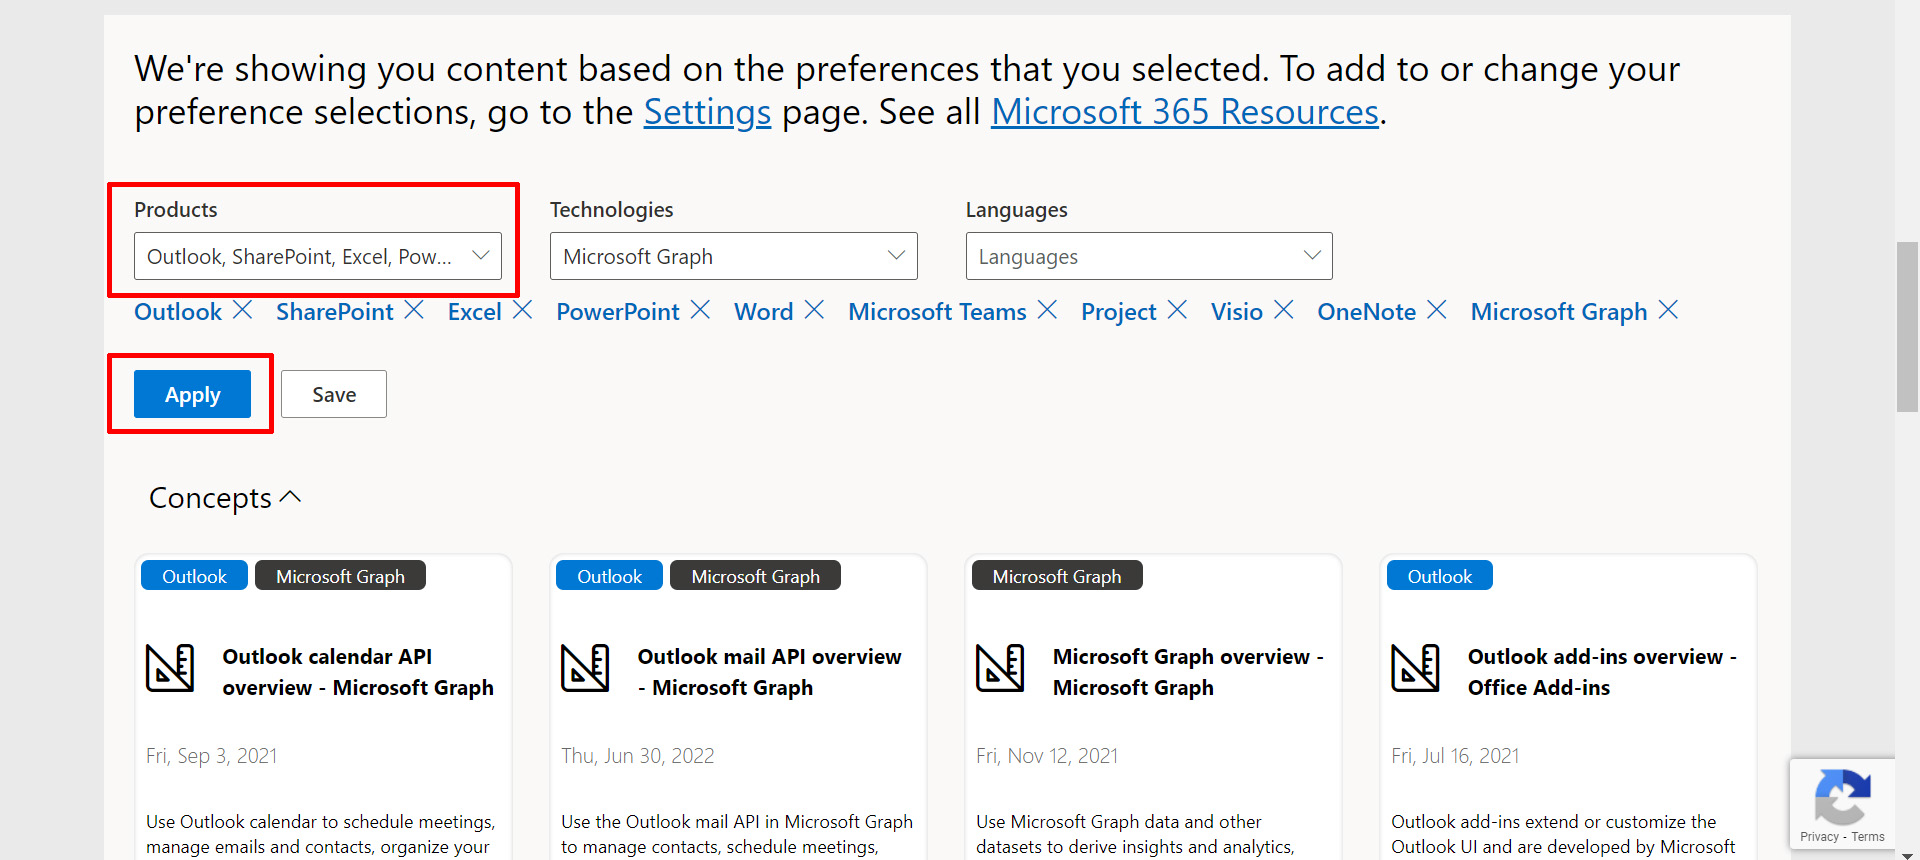 We're showing you content based on the preferences that you selected. To add to or change your
preference selections, go to the Settings page. See all Microsoft 365 Resources.
Products
Technologies
Languages
Outlook, SharePoint, Excel, Pow...
Microsoft Graph
Languages
Outlook SharePoint Excel PowerPoint Word Microsoft Teams Project Visio OneNote Microsoft Graph
Apply
Save
Concepts
Outlook Microsoft Graph
Outlook calendar API
overview - Microsoft Graph
Fri, Sep 3, 2021
Use Outlook calendar to schedule meetings,
manage emails and contacts, organize your
Outlook Microsoft Graph
Outlook mail API overview
- Microsoft Graph
Thu, Jun 30, 2022
Use the Outlook mail API in Microsoft Graph
to manage contacts, schedule meetings,
Microsoft Graph
Microsoft Graph overview -
Microsoft Graph
Fri, Nov 12, 2021
Use Microsoft Graph data and other
datasets to derive insights and analytics,
Outlook
Outlook add-ins overview -
Office Add-ins
Fri, Jul 16, 2021
Outlook add-ins extend or customize the
Outlook UI and are developed by Microsoft
Privacy - Terms